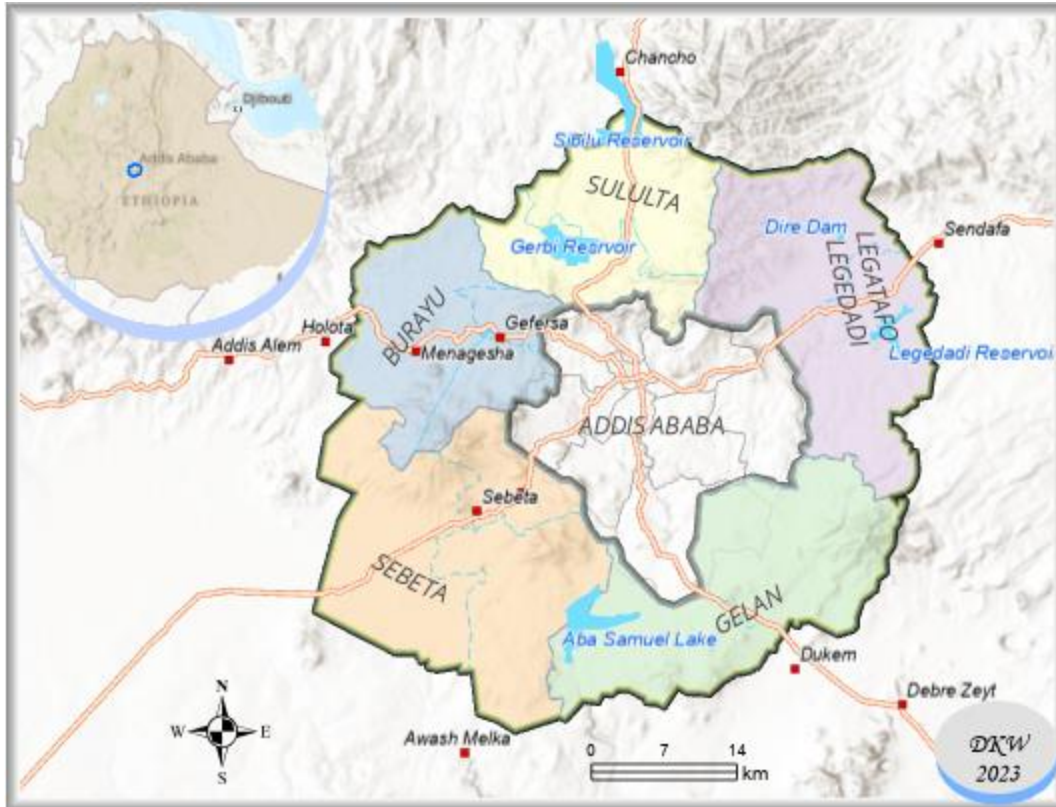 Djibouti
Addis Ababa
ETHIOPIA
Chancho
Sibilu Reservoir
SULULTA
Gerbi Resrvoir
Dire Dam
LEGATAFO
LEGEDADI
Sendafa
Legedadi Reservoi
Holota
Addis Alem
BURAYU
Gefersa
Menagesha
ADDIS ABABA
Sebeta
SEBETA
GELAN
Aba Samuel Lake
Dukem
Debre Zeyt
Awash Melka
N
W E
S
0 7 14
km
DKW
2023